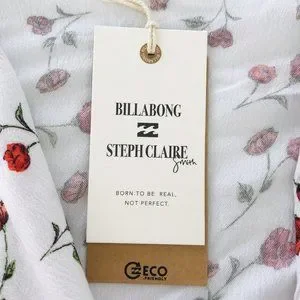 BILLABONG
STEPH CLAIRE
Smith
BORN TO BE REAL,
NOT PERFECT.
ECO
-FRIENDLY